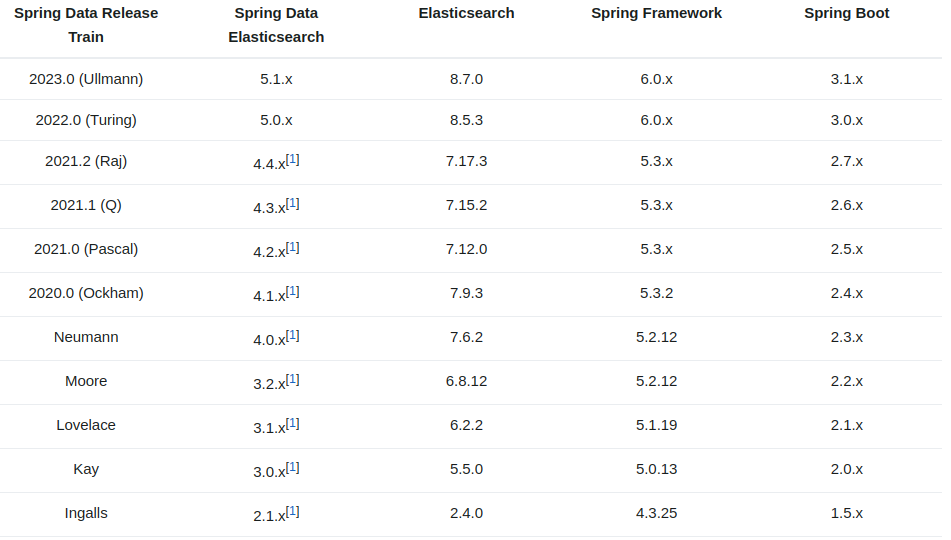 Spring Data Release Train Spring Data Elasticsearch Elasticsearch Spring Framework Spring Boot
2023.0 (Ullmann) 5.1.x 8.7.0 6.0.x 3.1.x
2022.0 (Turing) 5.0.x 8.5.3 6.0.x 3.0.x
2021.2 (Raj) 4.4.x[1] 7.17.3 5.3.x 2.7.x
2021.1 (Q) 4.3.x[1] 7.15.2 5.3.x 2.6.x
2021.0 (Pascal) 4.2.x[1] 7.12.0 5.3.x 2.5.x
2020.0 (Ockham) 4.1.x[1] 7.9.3 5.3.2 2.4.x
Neumann 4.0.x[1] 7.6.2 5.2.12 2.3.x
Moore 3.2.x[1] 6.8.12 5.2.12 2.2.x
Lovelace 3.1.x[1] 6.2.2 5.1.19 2.1.x
Kay 3.0.x[1] 5.5.0 5.0.13 2.0.x
Ingalls 2.1.x[1] 2.4.0 4.3.25 1.5.x